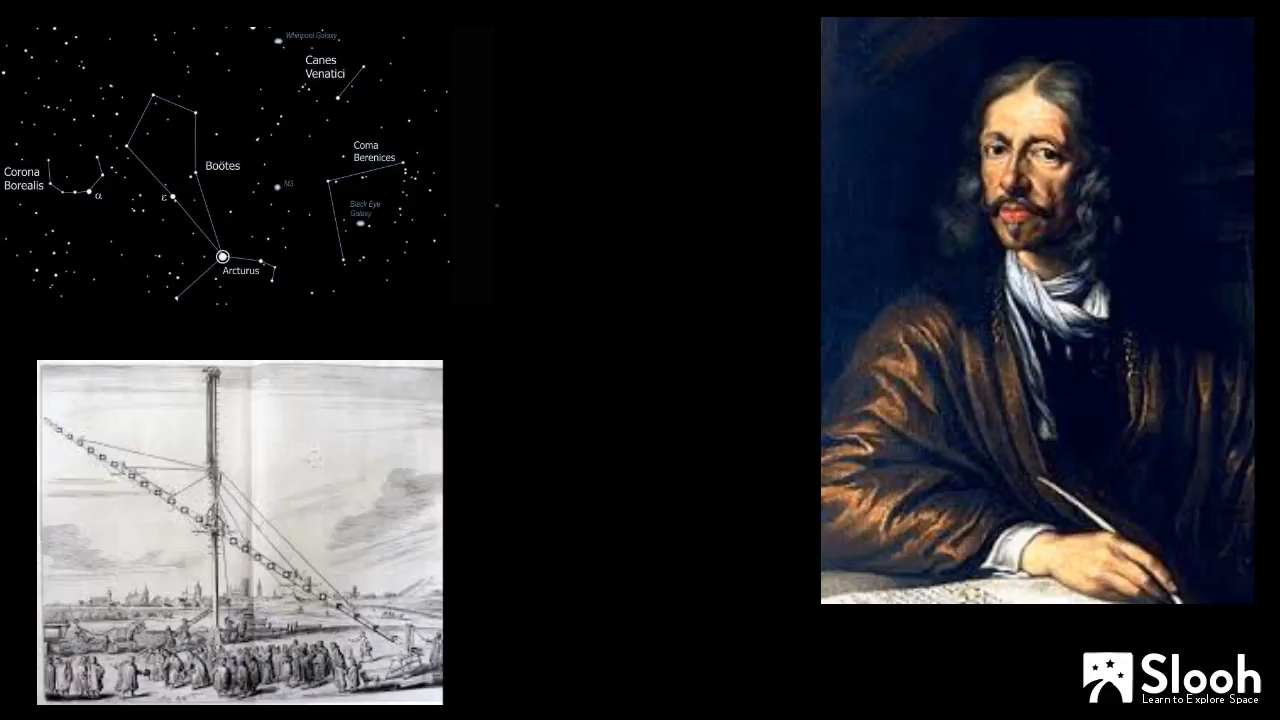 Whirlpool Galaxy
Canes
Venatici
Coma
Berenices
Boötes
Corona
Borealis
α
ε
M3
Black Eye
Galaxy
Arcturus
Slooh
Learn to Explore Space